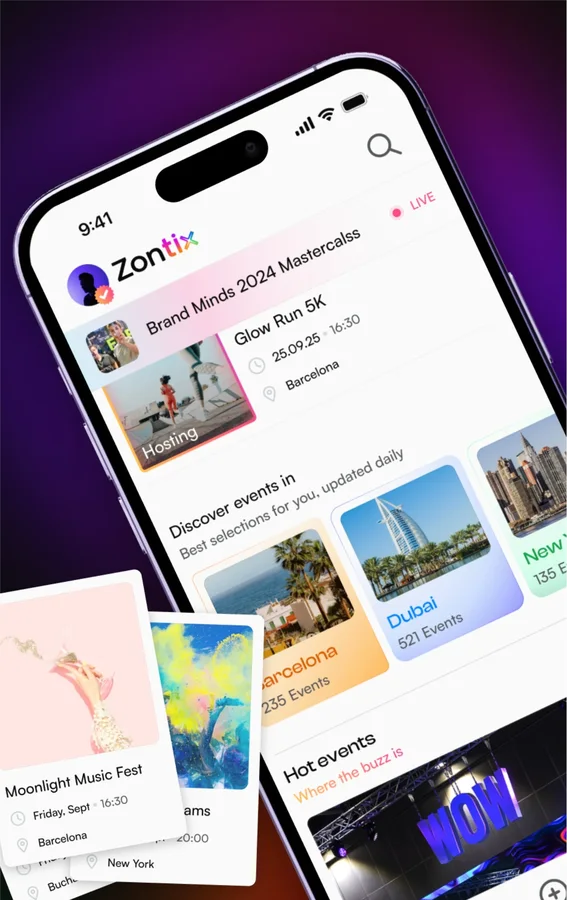 9:41
Zontix
LIVE
Brand Minds 2024 Mastercalss
Glow Run 5K
25.09.25 • 16:30
Barcelona
Hosting
Discover events in
Best selections for you, updated daily
arcelona
235 Events
Dubai
521 Events
New Y
135 E
Hot events
Where the buzz is
WOW
Moonlight Music Fest
Friday, Sept • 16:30
Barcelona
ams
20:00
New York
Buch